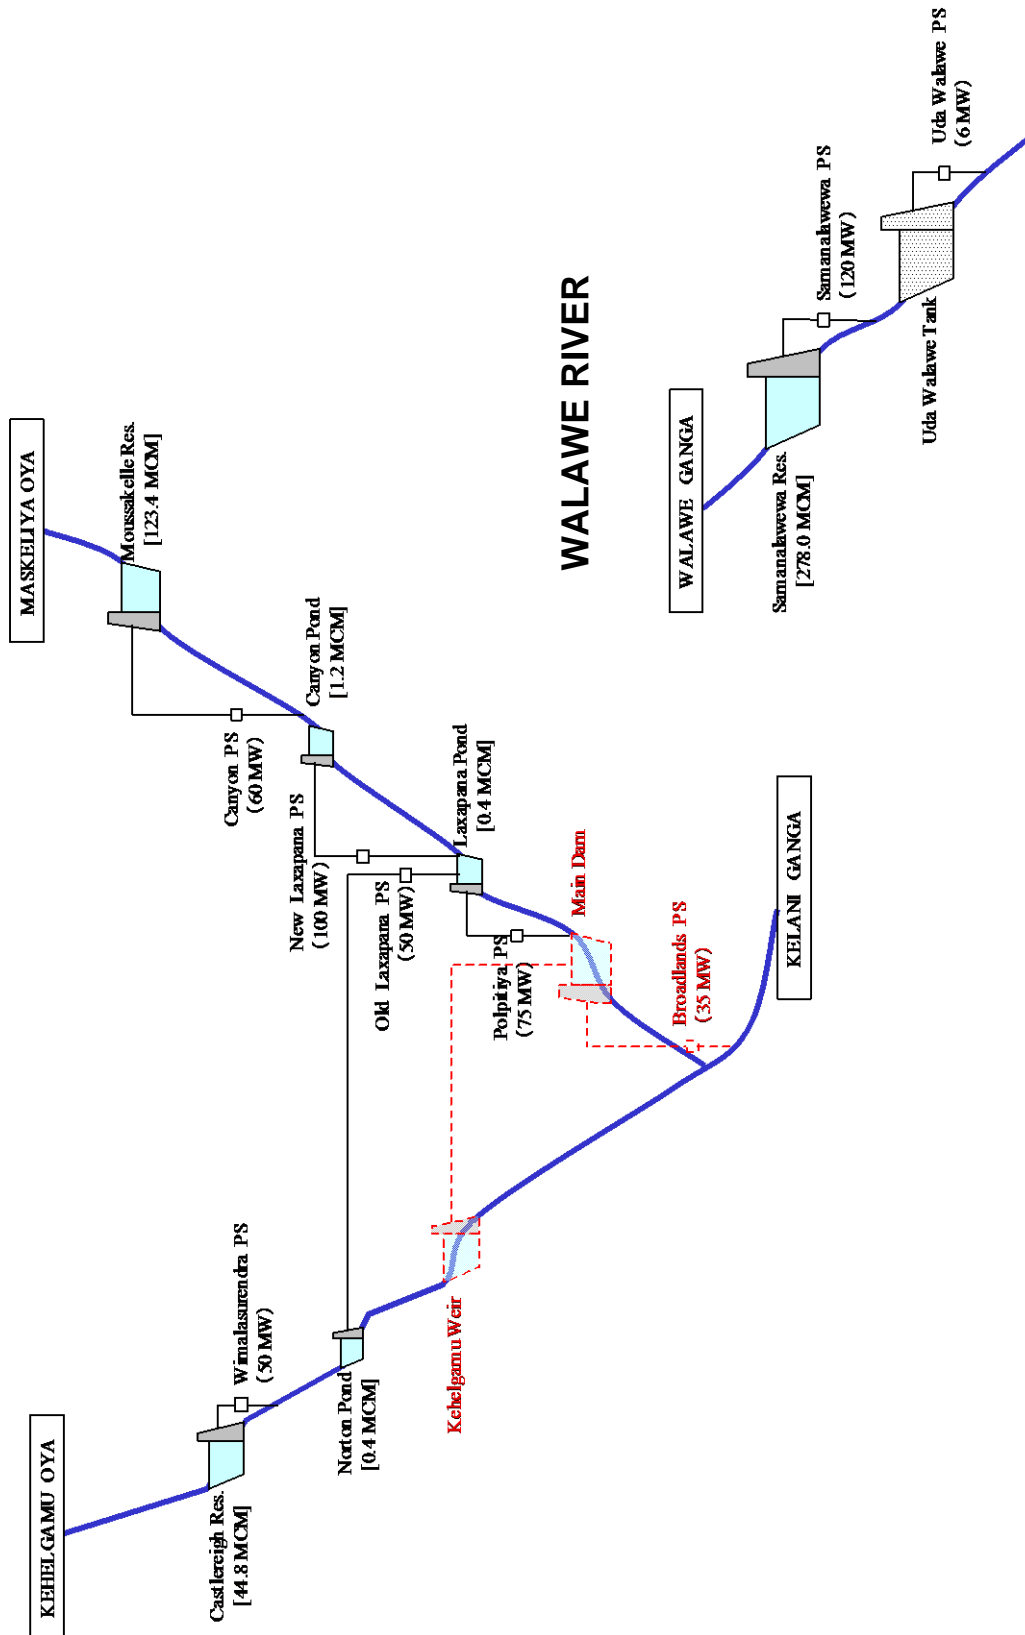 KEHELGAMU OYA
MASKELIYA OYA
Castlereigh Res.
[44.8 MCM]
Wimalasurendra PS
(50 MW)
Norton Pond
[0.4 MCM]
Kehelgamu Weir
Moussakelle Res.
[123.4 MCM]
Canyon PS
(60 MW)
Canyon Pond
[1.2 MCM]
New Laxapana PS
(100 MW)
Old Laxapana PS
(50 MW)
Laxapana Pond
[0.4 MCM]
Polpitiya PS
(75 MW)
Main Dam
Broadlands PS
(35 MW)
KELANI GANGA
WALAWE RIVER
WALAWE GANGA
Samanalawewa Res.
[278.0 MCM]
Samanalawewa PS
(120 MW)
Uda Walawe Tank
Uda Walawe PS
(6 MW)